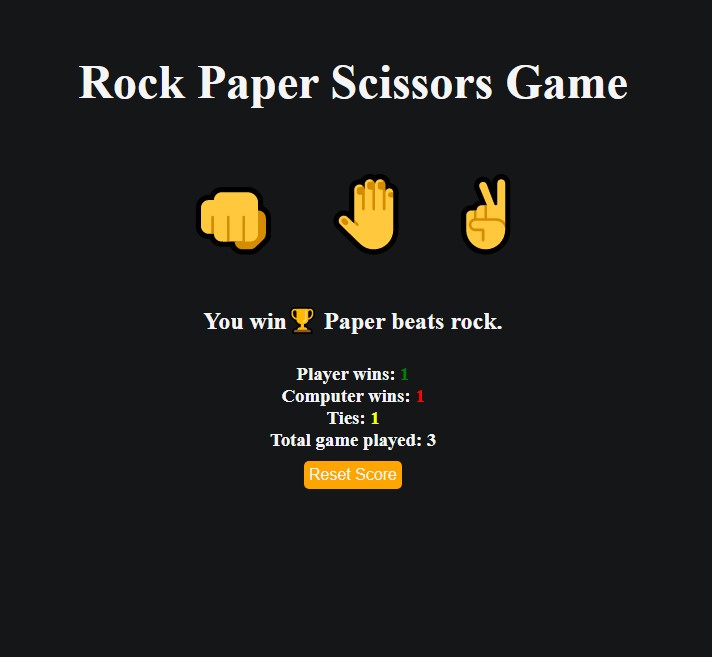 Rock Paper Scissors Game
You win🏆 Paper beats rock.
Player wins: 1
Computer wins: 1
Ties: 1
Total game played: 3
Reset Score